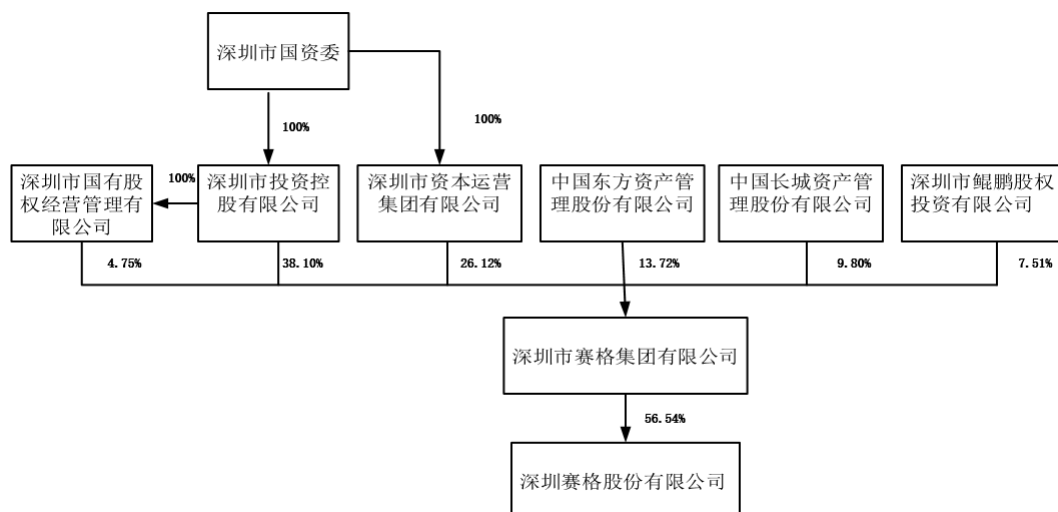 深圳市国资委
100%
100%
100%
深圳市国有股
权经营管理有
限公司
深圳市投资控
股有限公司
深圳市资本运营
集团有限公司
中国东方资产管
理股份有限公司
中国长城资产管
理股份有限公司
深圳市鲲鹏股权
投资有限公司
4.75%
38.10%
26.12%
13.72%
9.80%
7.51%
深圳市赛格集团有限公司
56.54%
深圳赛格股份有限公司